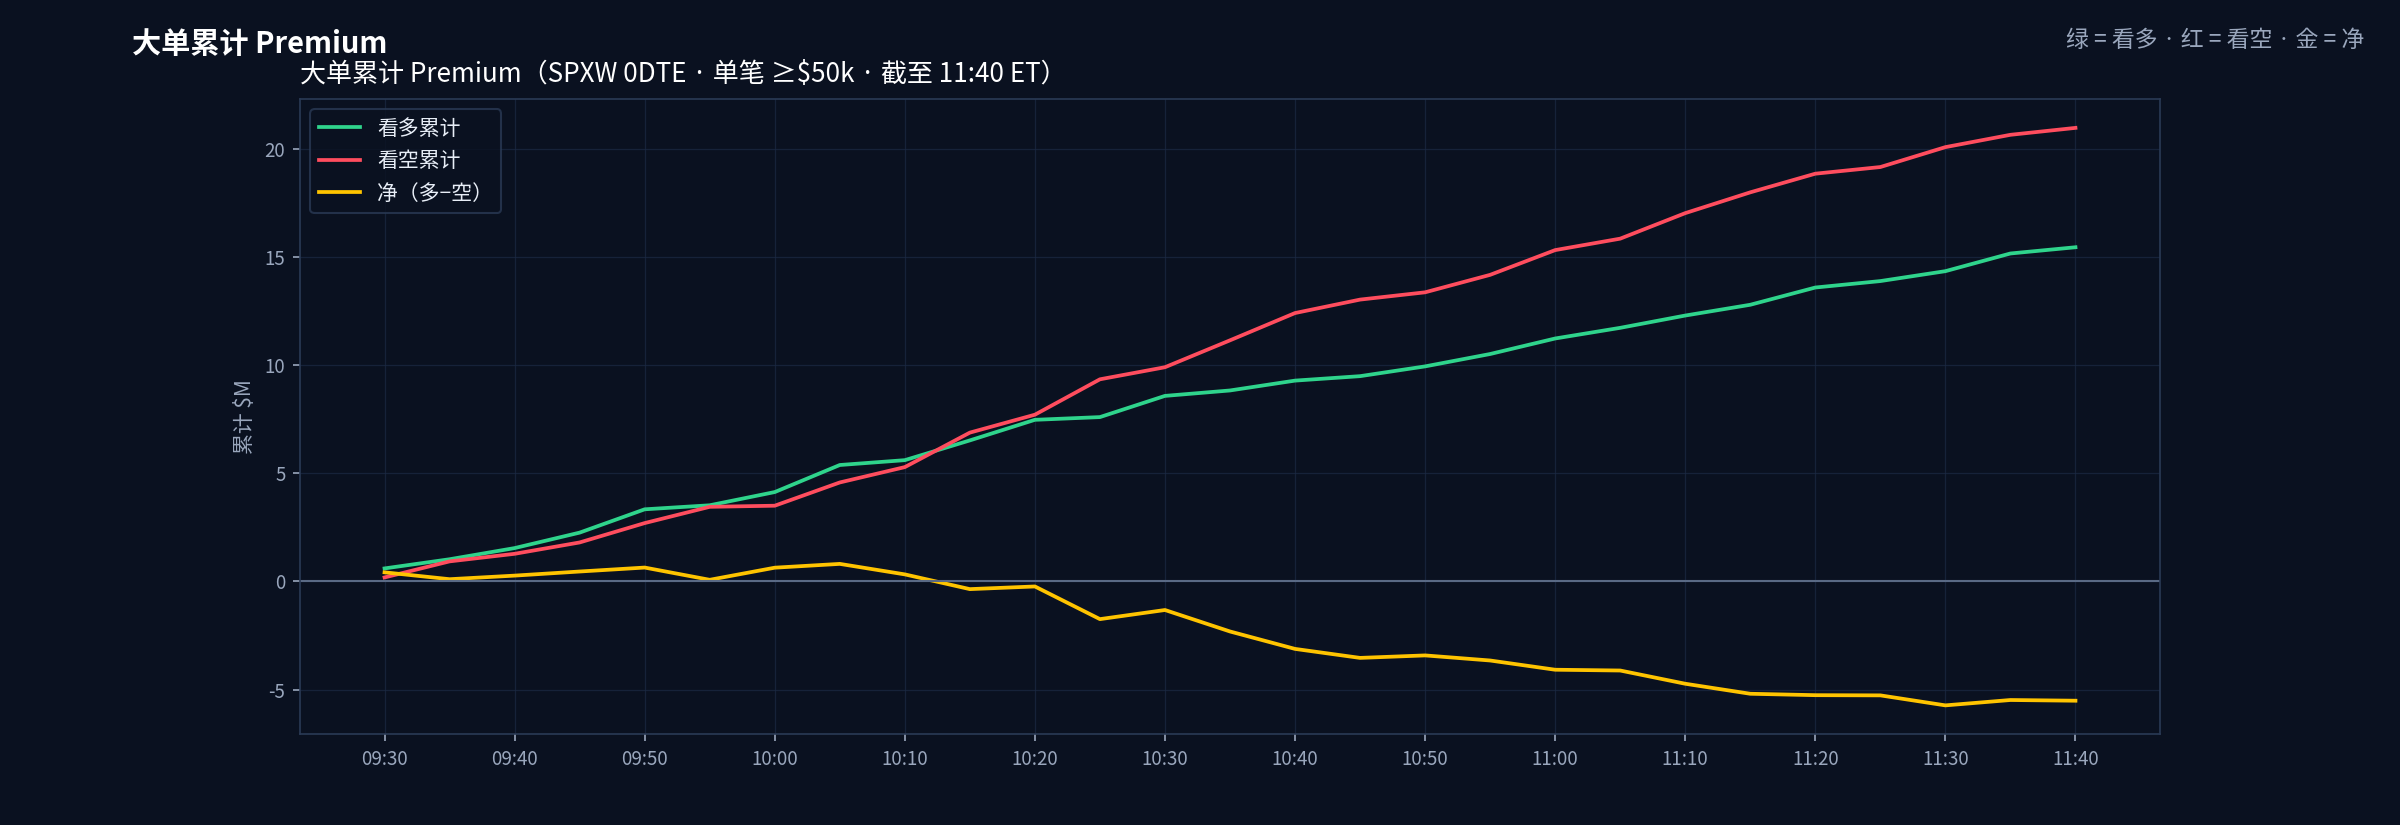 大单累计 Premium
绿 = 看多 · 红 = 看空 · 金 = 净
大单累计 Premium（SPXW 0DTE · 单笔 ≥$50k · 截至 11:40 ET）
看多累计
看空累计
净（多−空）
累计 $M
20
15
10
5
0
-5
09:30 09:40 09:50 10:00 10:10 10:20 10:30 10:40 10:50 11:00 11:10 11:20 11:30 11:40